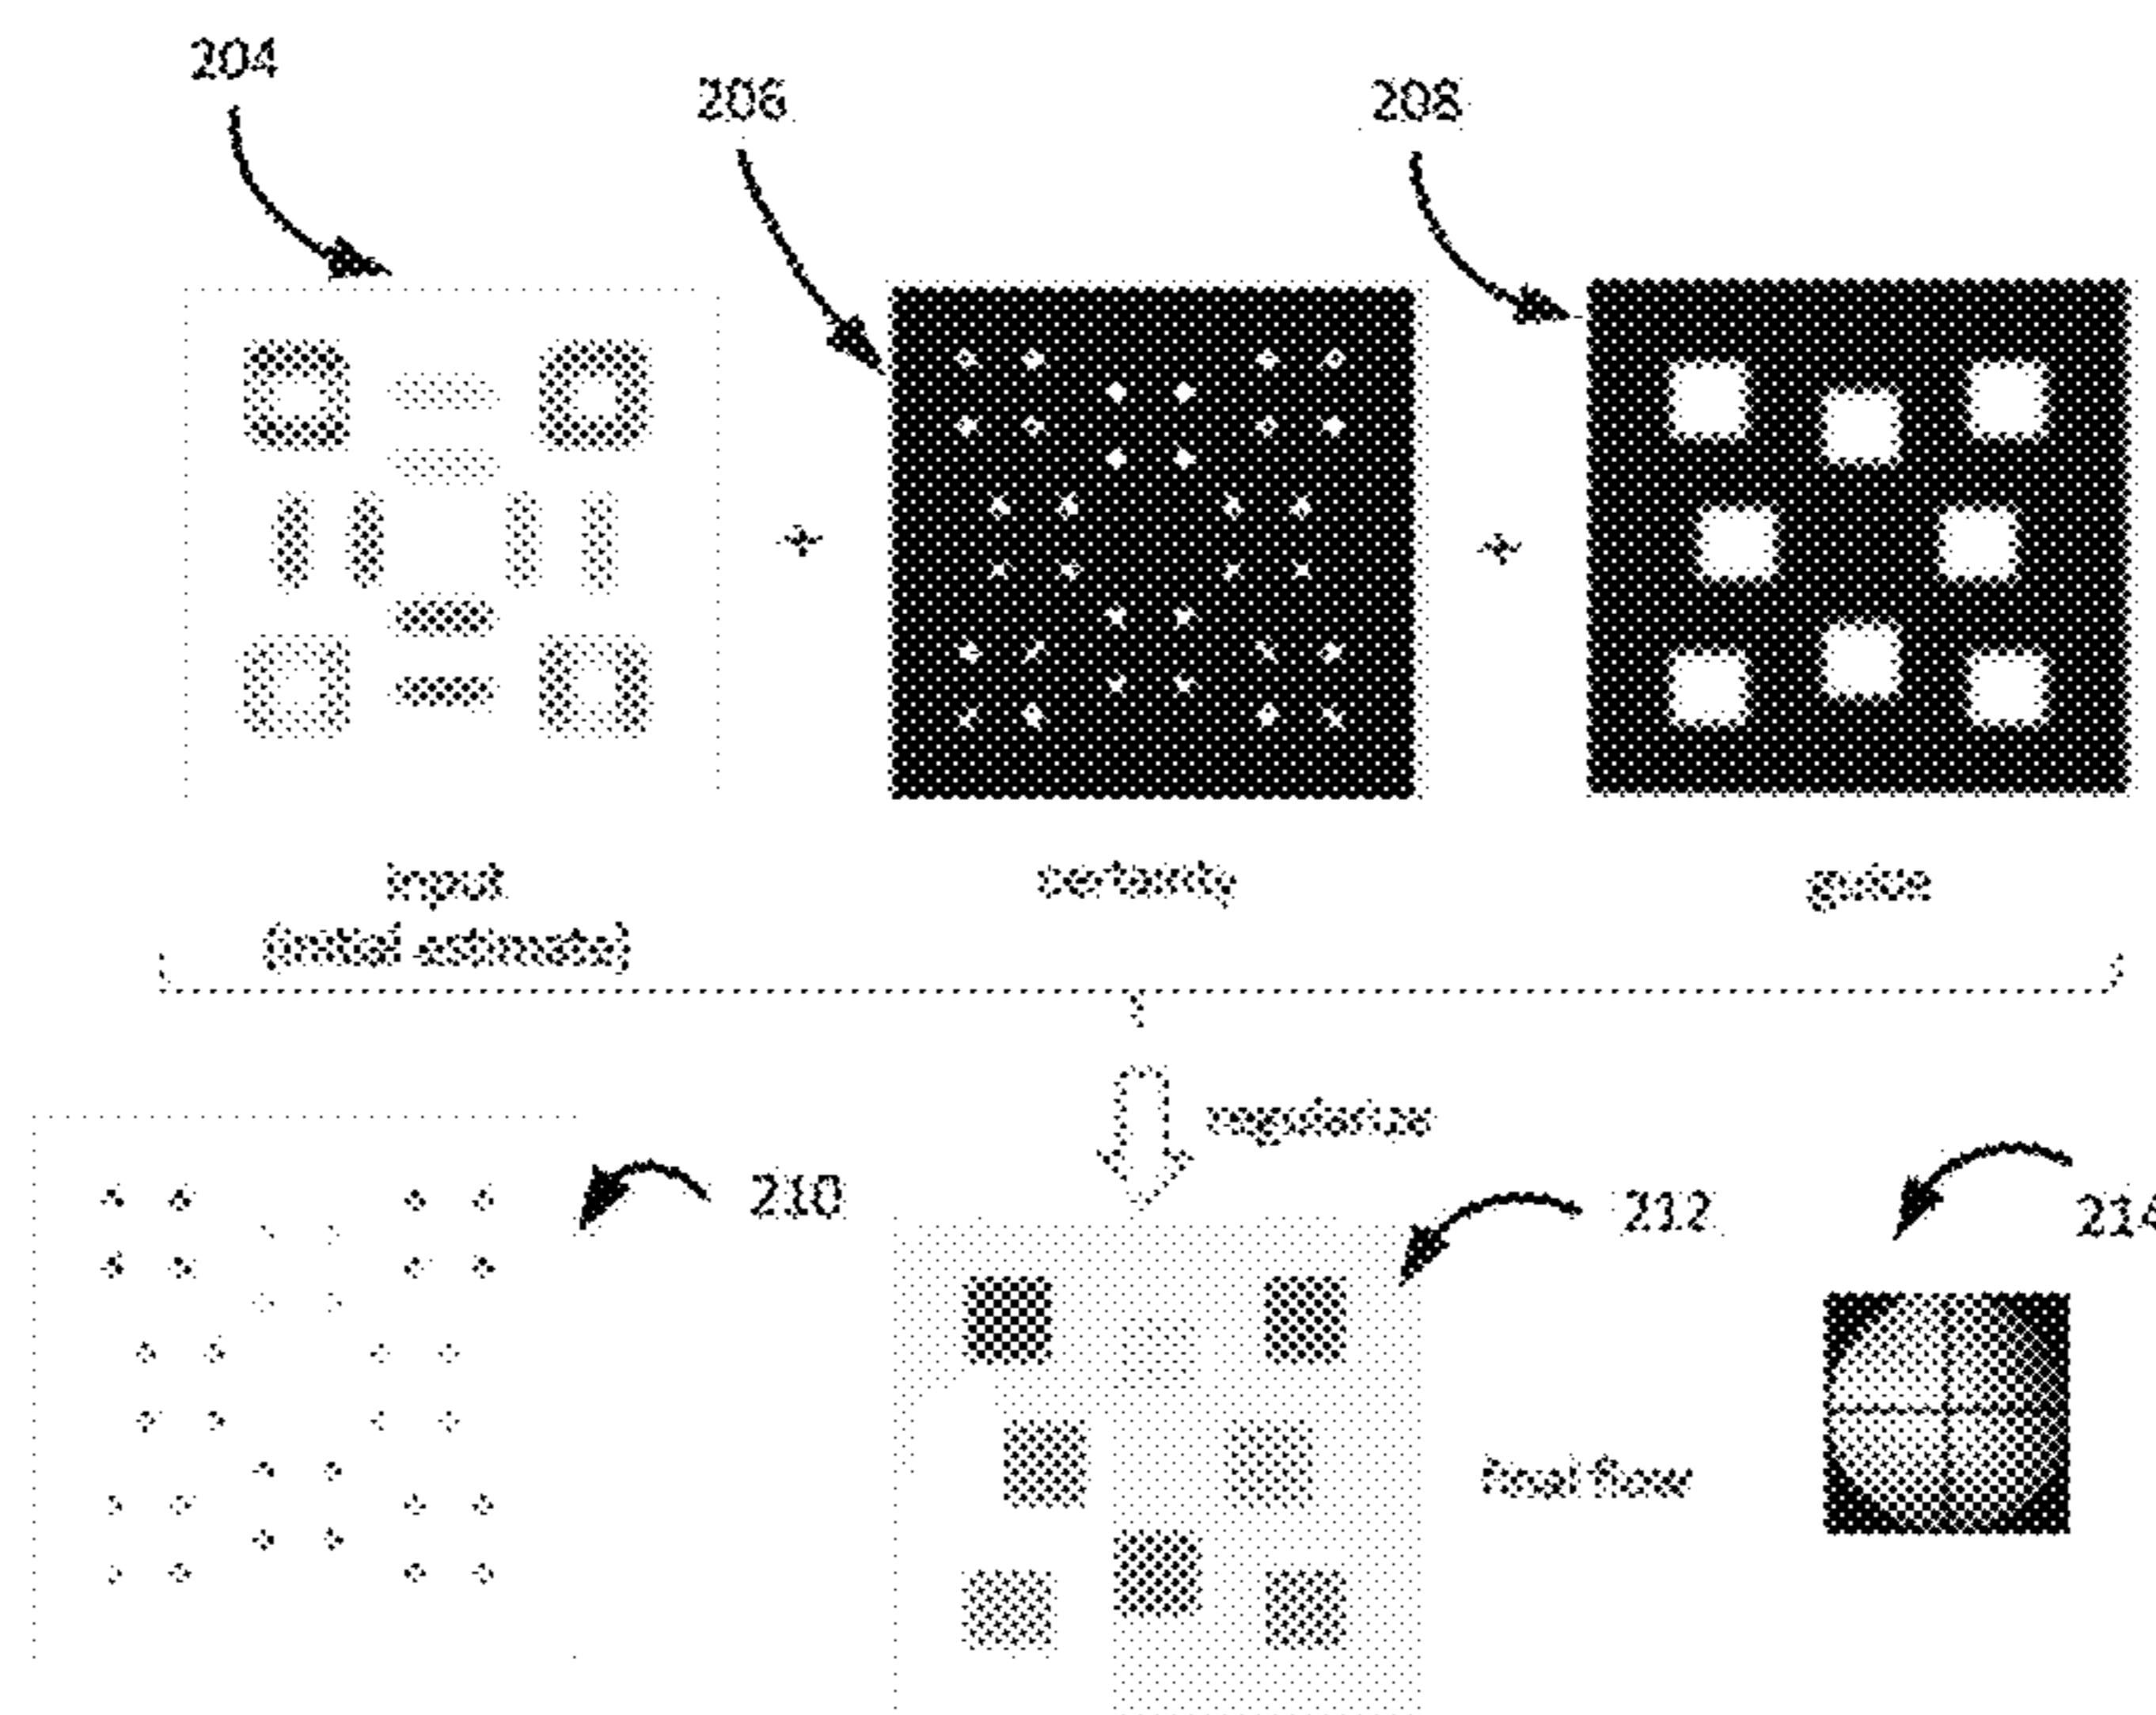 204
206
208
input
certainty
guide
(initial estimate)
regularize
210
212
final flow